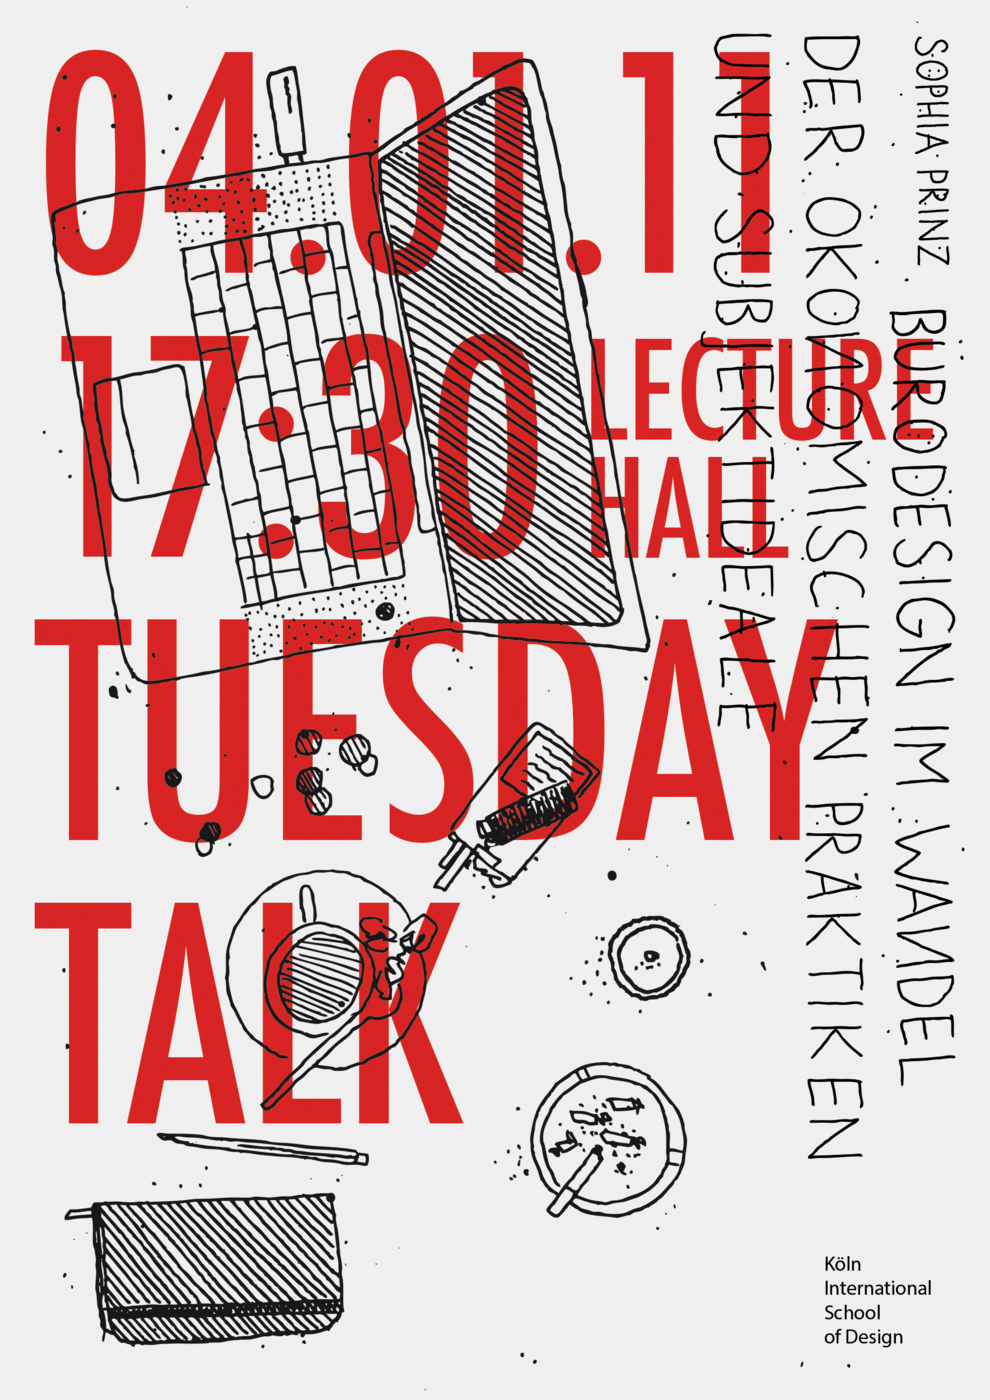 04.01.11
17.30
LECTURE
HALL
TUESDAY
TALK
SOPHIA PRINZ
BÜRODESIGN IM WANDEL
DER ÖKONOMISCHEN PRAKTIKEN
UND SUBJEKTIDEALE
Köln
International
School
of Design